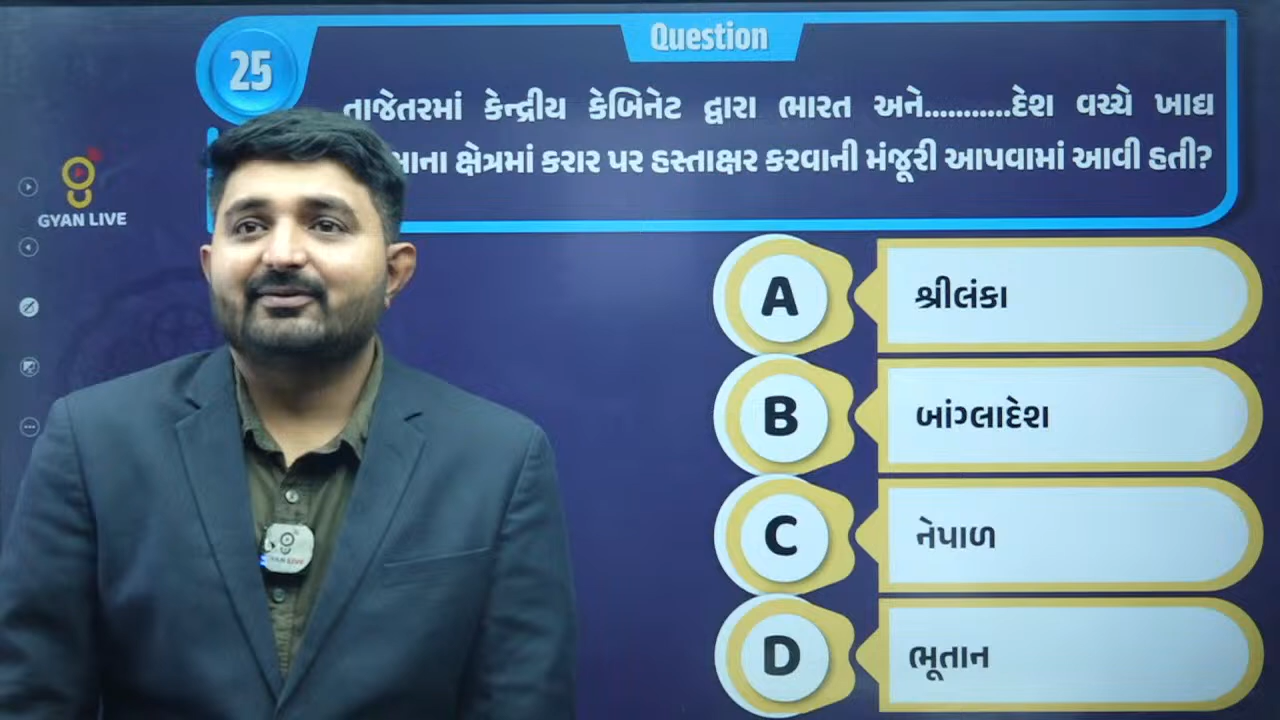 Question
25
તાજેતરમાં કેન્દ્રીય કેબિનેટ દ્વારા ભારત અને...........દેશ વચ્ચે ખાદ્ય
ક્ષેત્રમાં કરાર પર હસ્તાક્ષર કરવાની મંજૂરી આપવામાં આવી હતી?
GYAN LIVE
A શ્રીલંકા
B બાંગ્લાદેશ
C નેપાળ
D ભૂતાન